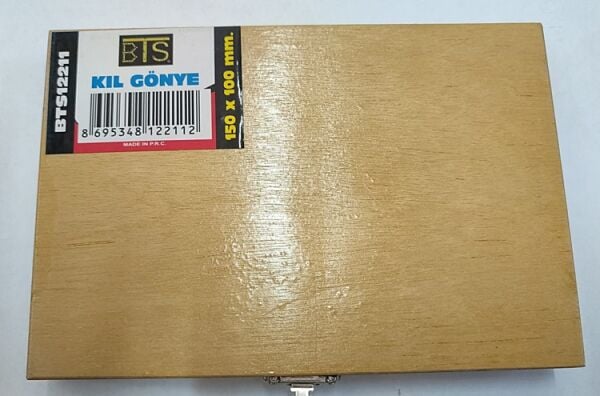 BTS12211
BTS.
KIL GÖNYE
8 695348 122112
MADE IN P.R.C.
150 x 100 mm.